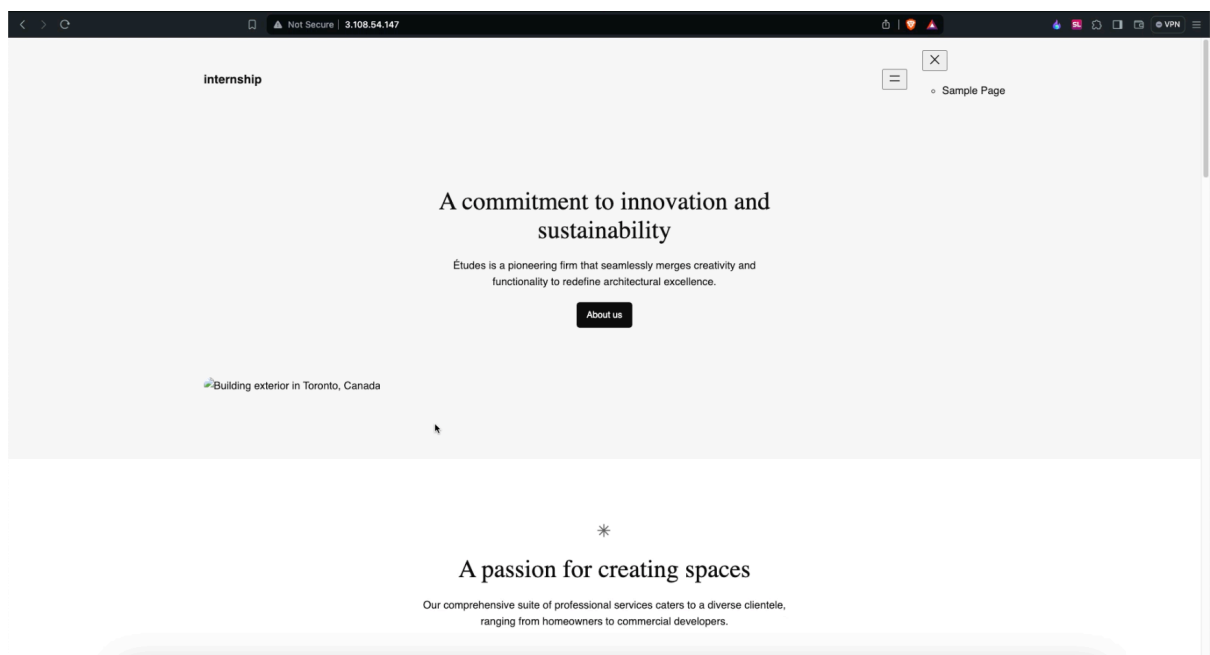 Not Secure 3.108.54.147
SL
VPN
internship
Sample Page
A commitment to innovation and
sustainability
Études is a pioneering firm that seamlessly merges creativity and
functionality to redefine architectural excellence.
About us
Building exterior in Toronto, Canada
A passion for creating spaces
Our comprehensive suite of professional services caters to a diverse clientele,
ranging from homeowners to commercial developers.